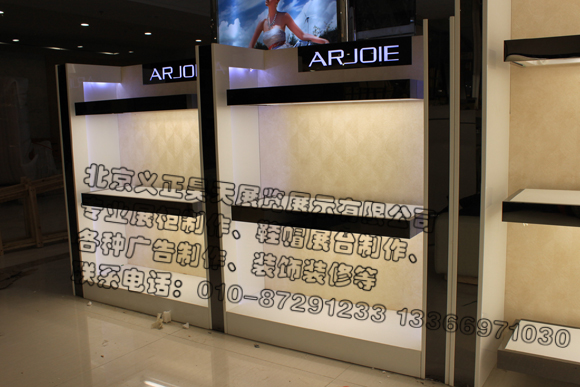 ARJOIE
ARJOIE
北京义正昊天展览展示有限公司
专业展柜制作、鞋帽展台制作、
各种广告制作、装饰装修等
联系电话：010-87291233 13366971030